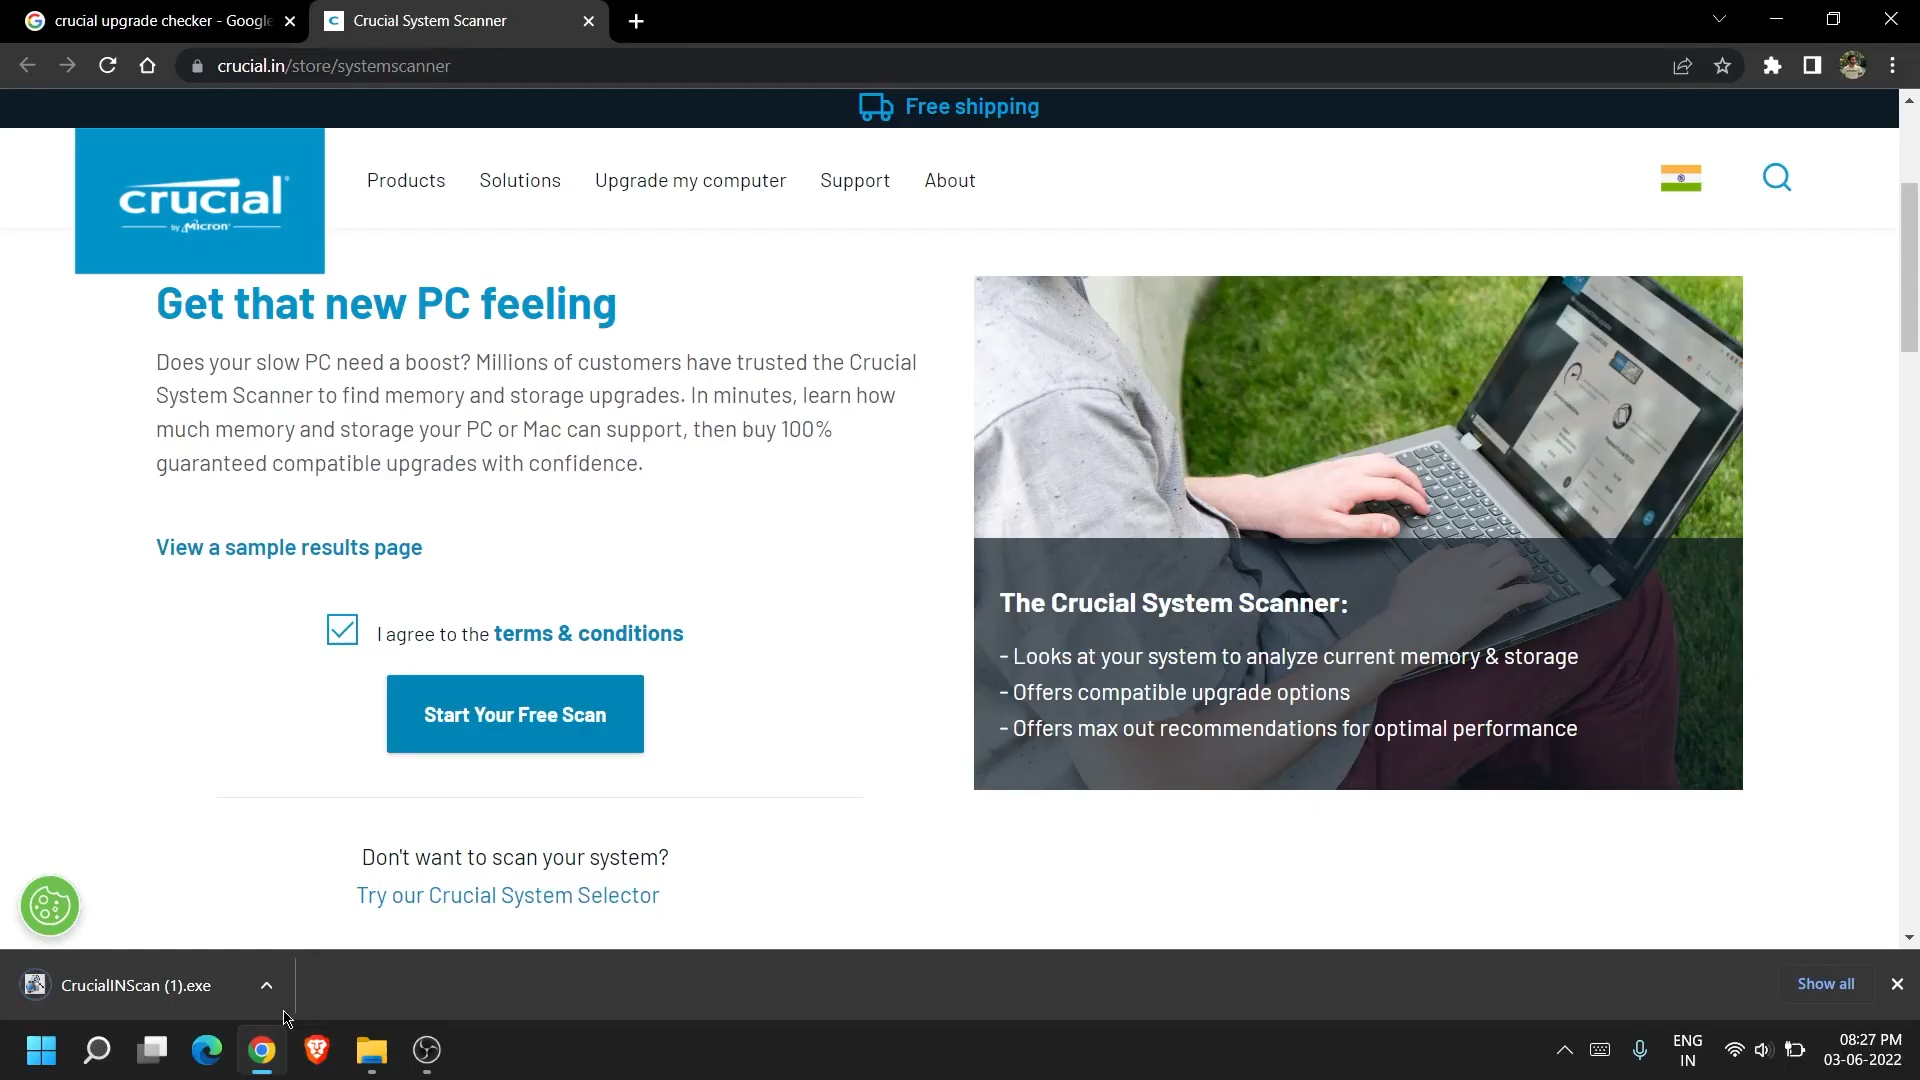 crucial upgrade checker - Google
Crucial System Scanner
crucial.in/store/systemscanner
Free shipping
crucial
by Micron
Products
Solutions
Upgrade my computer
Support
About
Get that new PC feeling
Does your slow PC need a boost? Millions of customers have trusted the Crucial
System Scanner to find memory and storage upgrades. In minutes, learn how
much memory and storage your PC or Mac can support, then buy 100%
guaranteed compatible upgrades with confidence.
View a sample results page
I agree to the terms & conditions
Start Your Free Scan
Don't want to scan your system?
Try our Crucial System Selector
The Crucial System Scanner:
- Looks at your system to analyze current memory & storage
- Offers compatible upgrade options
- Offers max out recommendations for optimal performance
CrucialINScan (1).exe
Show all
ENG
IN
08:27 PM
03-06-2022